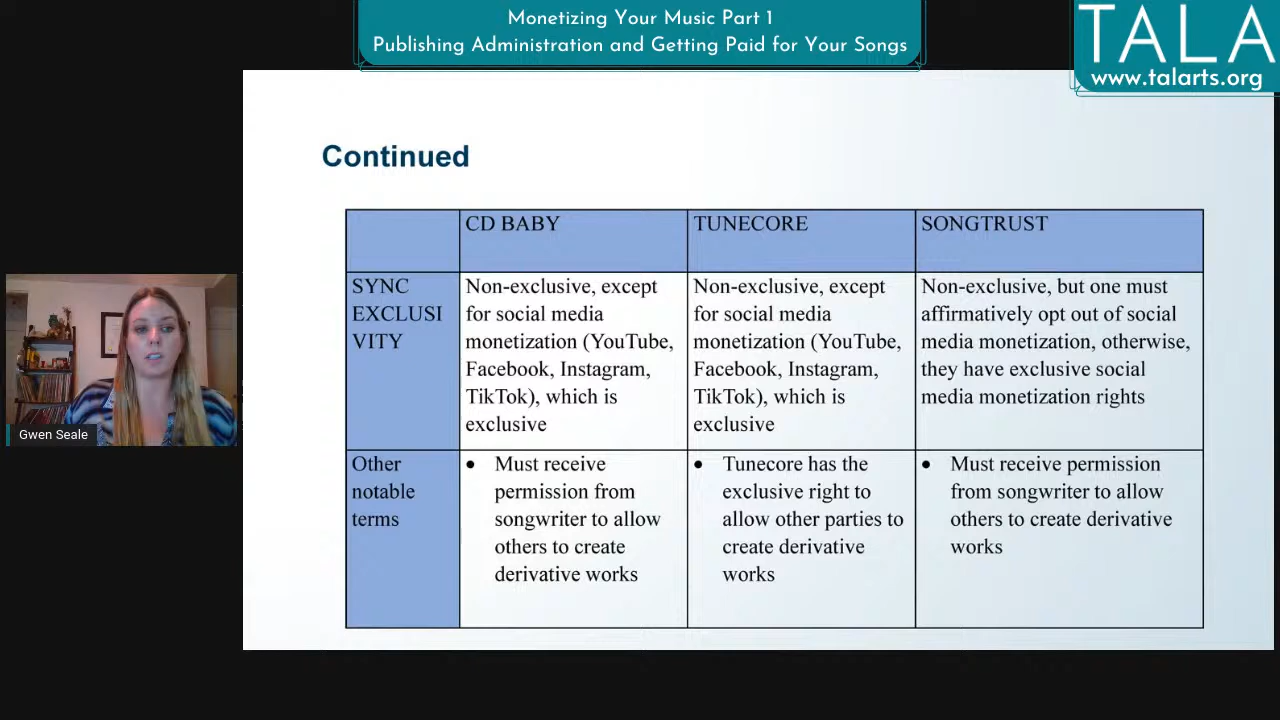 Monetizing Your Music Part 1
Publishing Administration and Getting Paid for Your Songs
TALA
www.talarts.org
Continued
CD BABY
TUNECORE
SONGTRUST
SYNC
EXCLUSI
VITY
Non-exclusive, except
for social media
monetization (YouTube,
Facebook, Instagram,
TikTok), which is
exclusive
Non-exclusive, except
for social media
monetization (YouTube,
Facebook, Instagram,
TikTok), which is
exclusive
Non-exclusive, but one must
affirmatively opt out of social
media monetization, otherwise,
they have exclusive social
media monetization rights
Other
notable
terms
• Must receive
permission from
songwriter to allow
others to create
derivative works
• Tunecore has the
exclusive right to
allow other parties to
create derivative
works
• Must receive permission
from songwriter to allow
others to create derivative
works
Gwen Seale